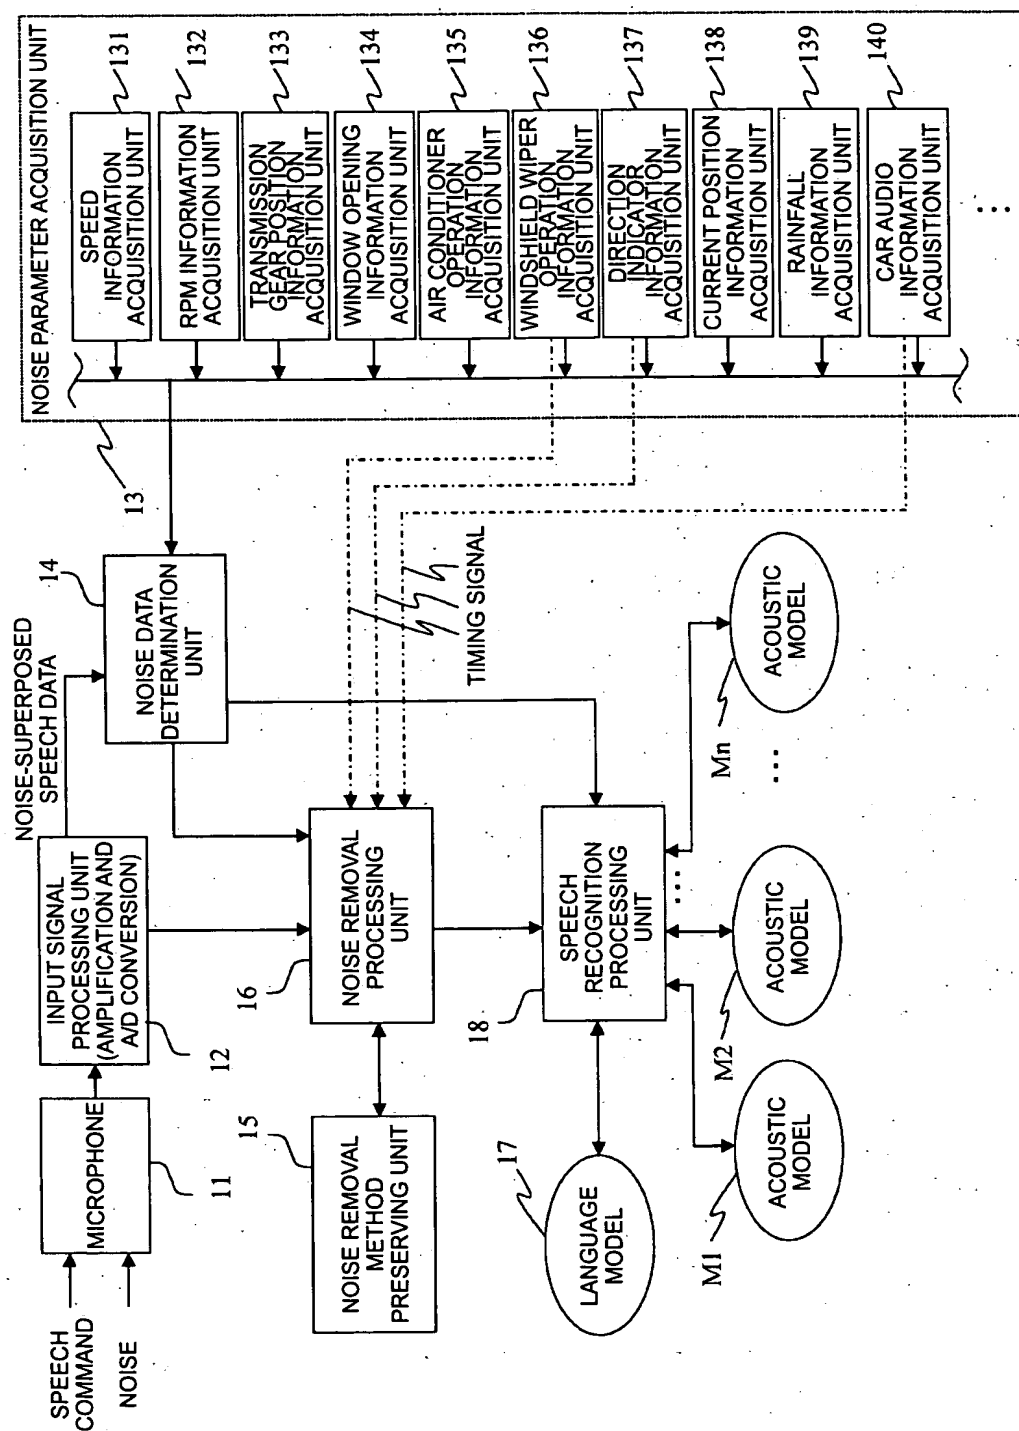 SPEECH
COMMAND
NOISE
MICROPHONE
11
INPUT SIGNAL
PROCESSING UNIT
(AMPLIFICATION AND
A/D CONVERSION)
12
NOISE-SUPERPOSED
SPEECH DATA
14
NOISE DATA
DETERMINATION
UNIT
13
NOISE PARAMETER ACQUISITION UNIT
SPEED
INFORMATION
ACQUISITION UNIT
131
RPM INFORMATION
ACQUISITION UNIT
132
TRANSMISSION
GEAR POSITION
INFORMATION
ACQUISITION UNIT
133
WINDOW OPENING
INFORMATION
ACQUISITION UNIT
134
AIR CONDITIONER
OPERATION
INFORMATION
ACQUISITION UNIT
135
WINDSHIELD WIPER
OPERATION
INFORMATION
ACQUISITION UNIT
136
DIRECTION
INDICATOR
INFORMATION
ACQUISITION UNIT
137
CURRENT POSITION
INFORMATION
ACQUISITION UNIT
138
RAINFALL
INFORMATION
ACQUISITION UNIT
139
CAR AUDIO
INFORMATION
ACQUISITION UNIT
140
...
15
NOISE REMOVAL
METHOD
PRESERVING UNIT
16
NOISE REMOVAL
PROCESSING
UNIT
TIMING SIGNAL
17
LANGUAGE
MODEL
18
SPEECH
RECOGNITION
PROCESSING
UNIT
...
M1
ACOUSTIC
MODEL
M2
ACOUSTIC
MODEL
...
Mn
ACOUSTIC
MODEL